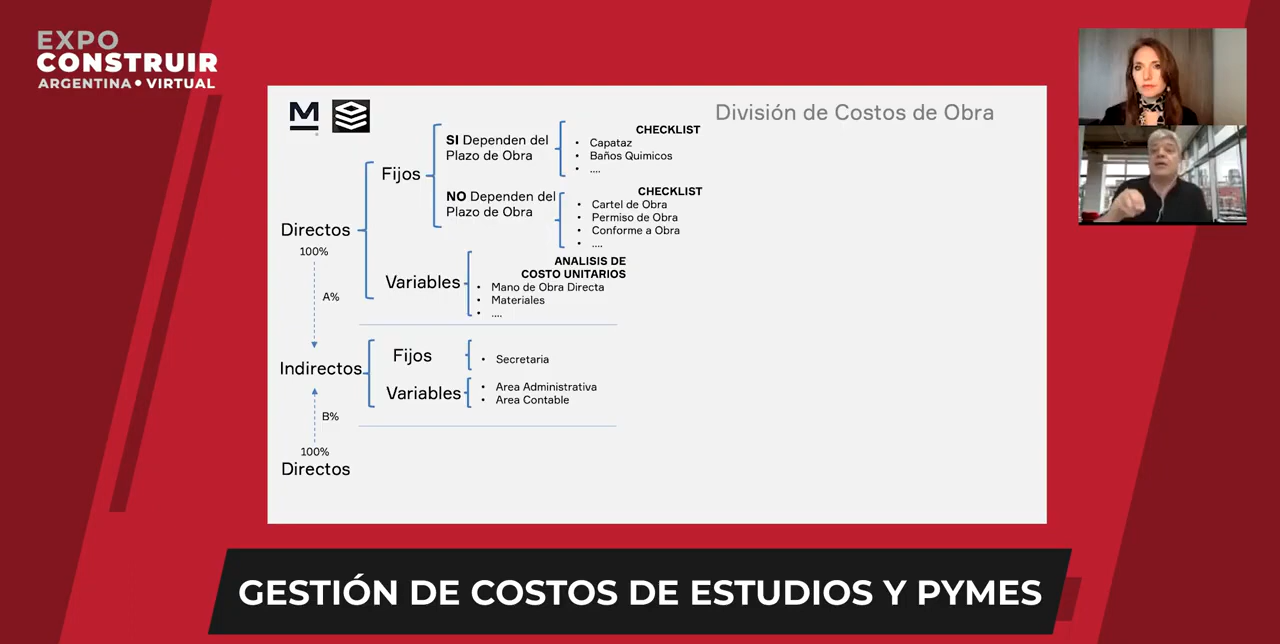 EXPO
CONSTRUIR
ARGENTINA • VIRTUAL
M
División de Costos de Obra
Directos
100%
A%
Fijos
SI Dependen del
Plazo de Obra
CHECKLIST
• Capataz
• Baños Quimicos
• ....
NO Dependen del
Plazo de Obra
CHECKLIST
• Cartel de Obra
• Permiso de Obra
• Conforme a Obra
• ....
Variables
ANALISIS DE
COSTO UNITARIOS
• Mano de Obra Directa
• Materiales
• ....
Indirectos
Fijos
• Secretaria
Variables
• Area Administrativa
• Area Contable
B%
100%
Directos
GESTIÓN DE COSTOS DE ESTUDIOS Y PYMES